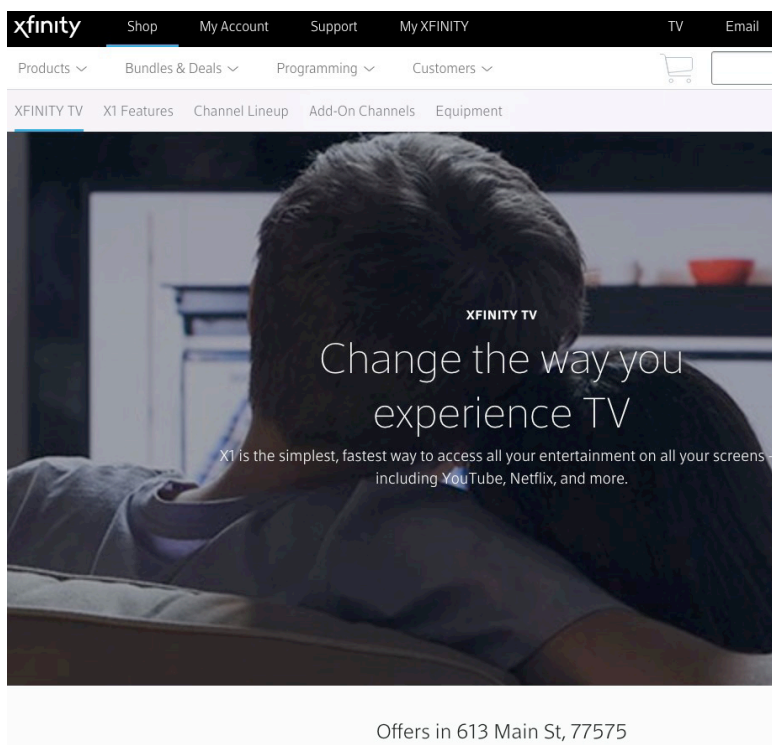 xfinity Shop My Account Support My XFINITY TV Email
Products Bundles & Deals Programming Customers
XFINITY TV X1 Features Channel Lineup Add-On Channels Equipment
XFINITY TV
Change the way you
experience TV
X1 is the simplest, fastest way to access all your entertainment on all your screens -
including YouTube, Netflix, and more.
Offers in 613 Main St, 77575